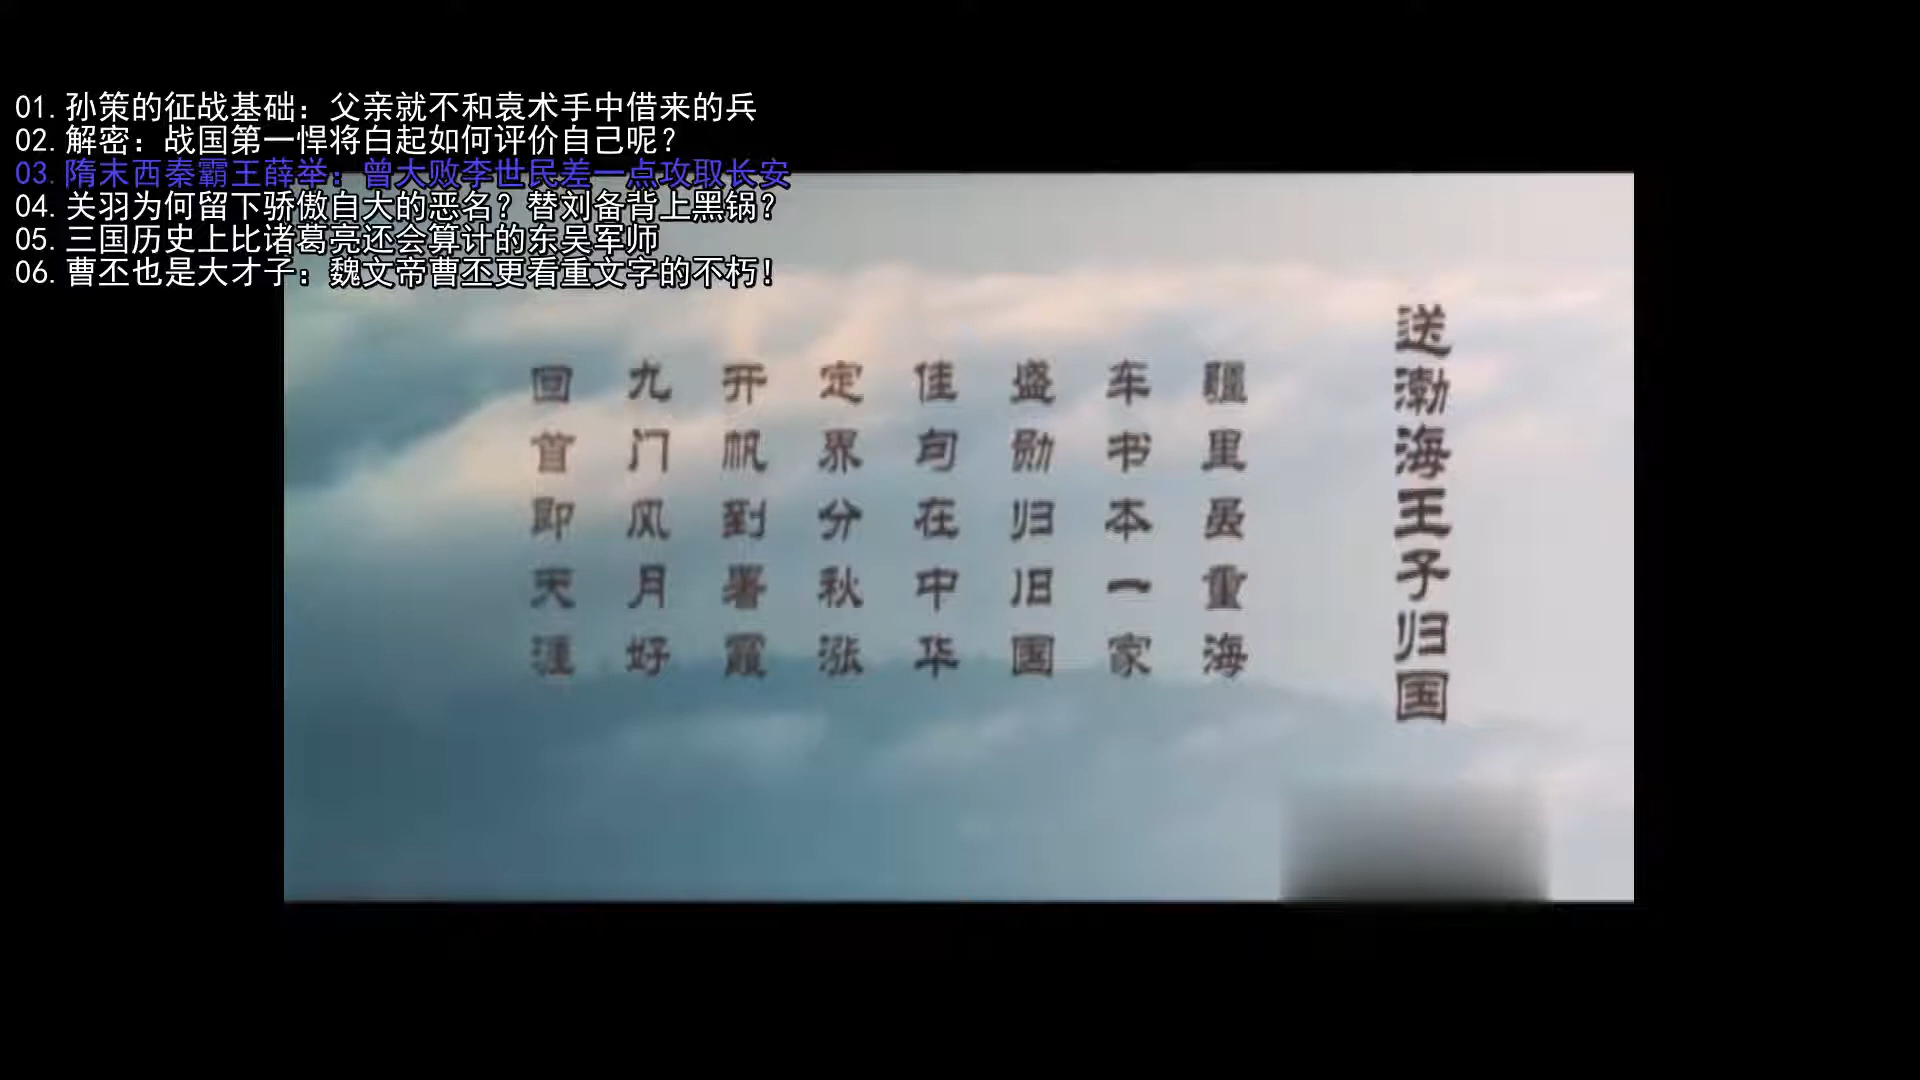 01. 孙策的征战基础：父亲就不和袁术手中借来的兵
02. 解密：战国第一悍将白起如何评价自己呢？
03. 隋末西秦霸王薛举：曾大败李世民差一点攻取长安
04. 关羽为何留下骄傲自大的恶名？替刘备背上黑锅？
05. 三国历史上比诸葛亮还会算计的东吴军师
06. 曹丕也是大才子：魏文帝曹丕更看重文字的不朽！
送渤海王子归国
疆里虽重海
车书本一家
盛勋归旧国
佳句在中华
定界分秋涨
开帆到曙霞
九门风月好
回首即天涯